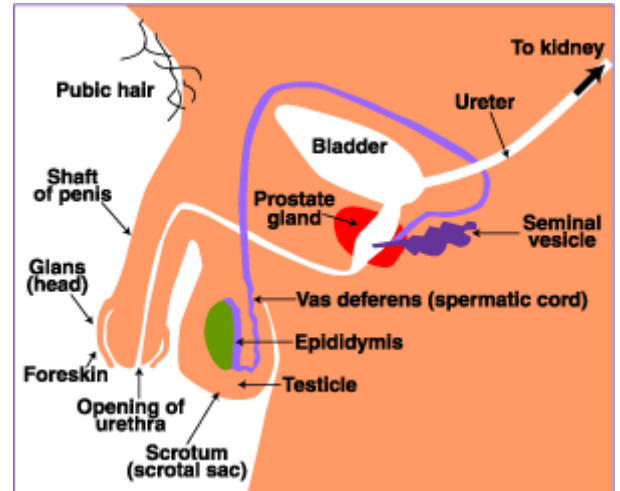 To kidney
Pubic hair
Ureter
Bladder
Shaft
of penis
Prostate
gland
Seminal
vesicle
Glans
(head)
Vas deferens (spermatic cord)
Epididymis
Foreskin
Testicle
Opening of
urethra
Scrotum
(scrotal sac)